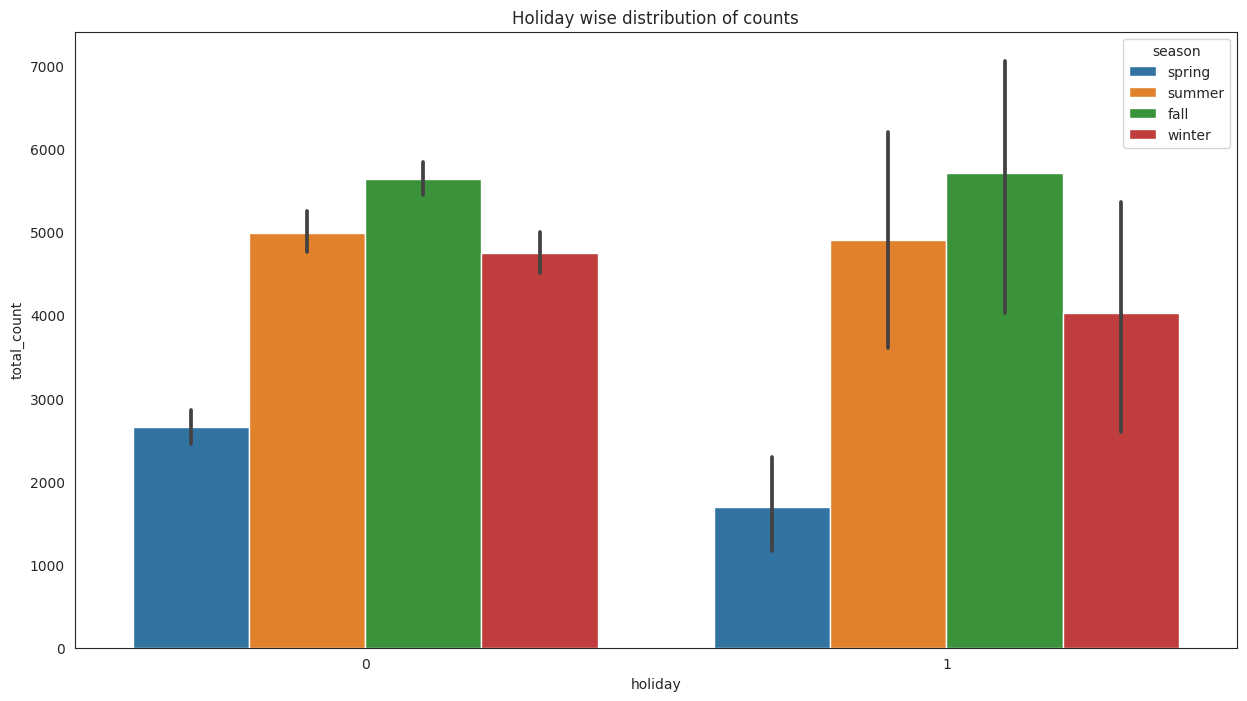 Holiday wise distribution of counts
season
spring
summer
fall
winter
total_count
7000
6000
5000
4000
3000
2000
1000
0
0 1
holiday